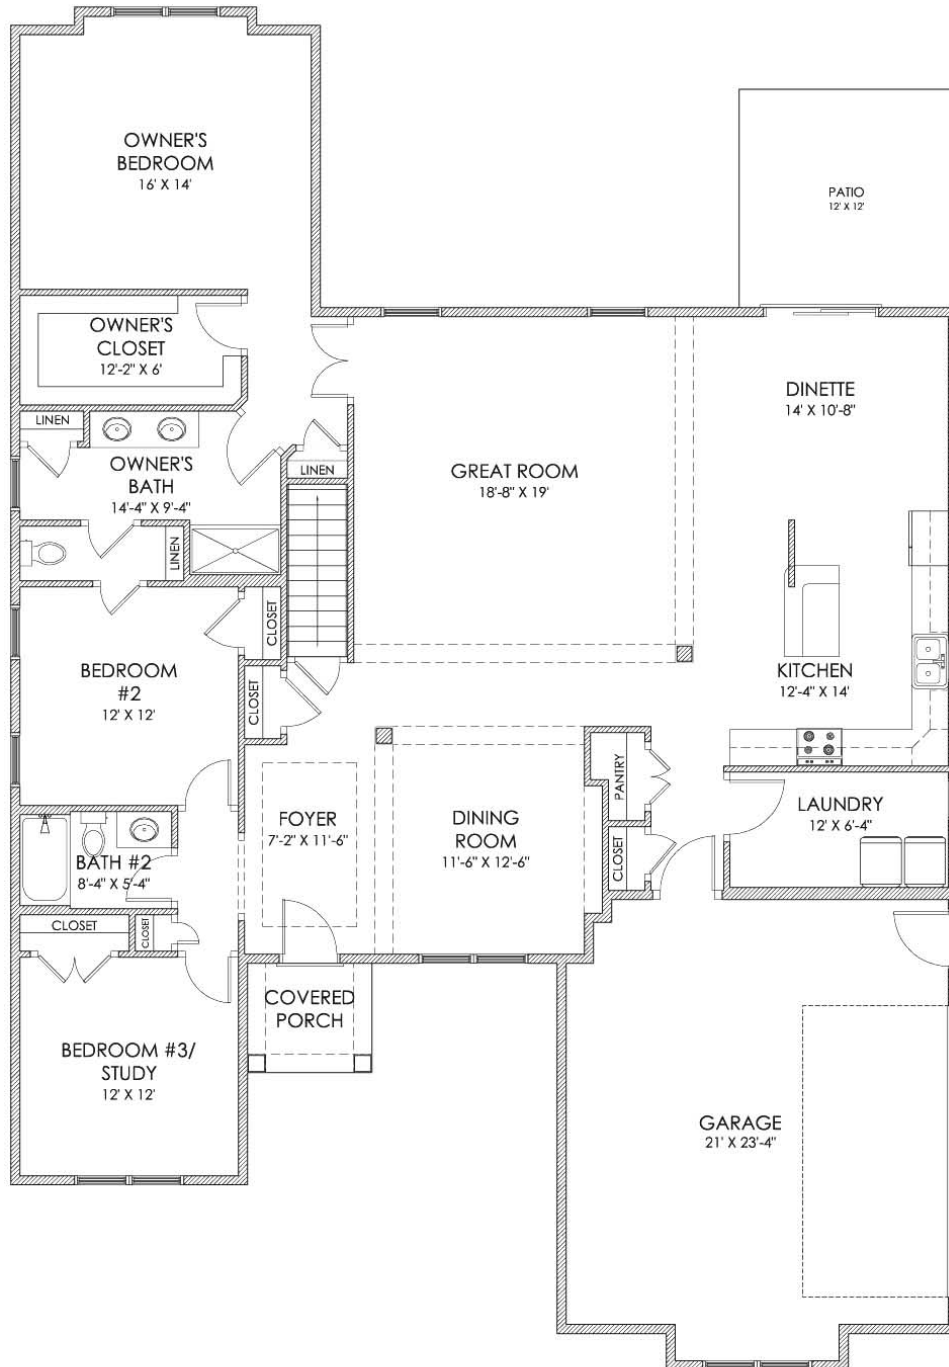 OWNER'S
BEDROOM
16' X 14'
PATIO
12' X 12'
OWNER'S
CLOSET
12'-2" X 6'
DINETTE
14' X 10'-8"
LINEN
OWNER'S
BATH
14'-4" X 9'-4"
LINEN
GREAT ROOM
18'-8" X 19'
LINEN
CLOSET
BEDROOM
#2
12' X 12'
CLOSET
KITCHEN
12'-4" X 14'
PANTRY
FOYER
7'-2" X 11'-6"
DINING
ROOM
11'-6" X 12'-6"
LAUNDRY
12' X 6'-4"
CLOSET
BATH #2
8'-4" X 5'-4"
CLOSET
CLOSET
COVERED
PORCH
BEDROOM #3/
STUDY
12' X 12'
GARAGE
21' X 23'-4"